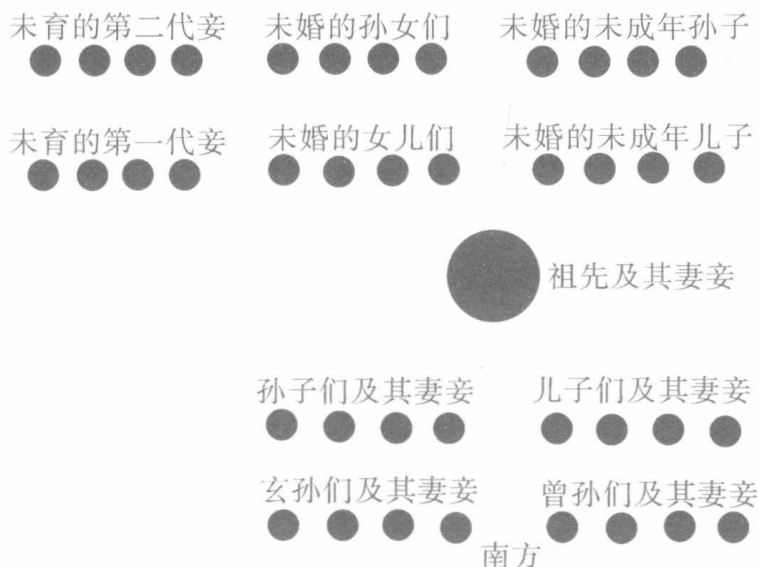 未育的第二代妾 未婚的孙女们 未婚的未成年孙子
未育的第一代妾 未婚的女儿们 未婚的未成年儿子
祖先及其妻妾
孙子们及其妻妾 儿子们及其妻妾
玄孙们及其妻妾 曾孙们及其妻妾
南方